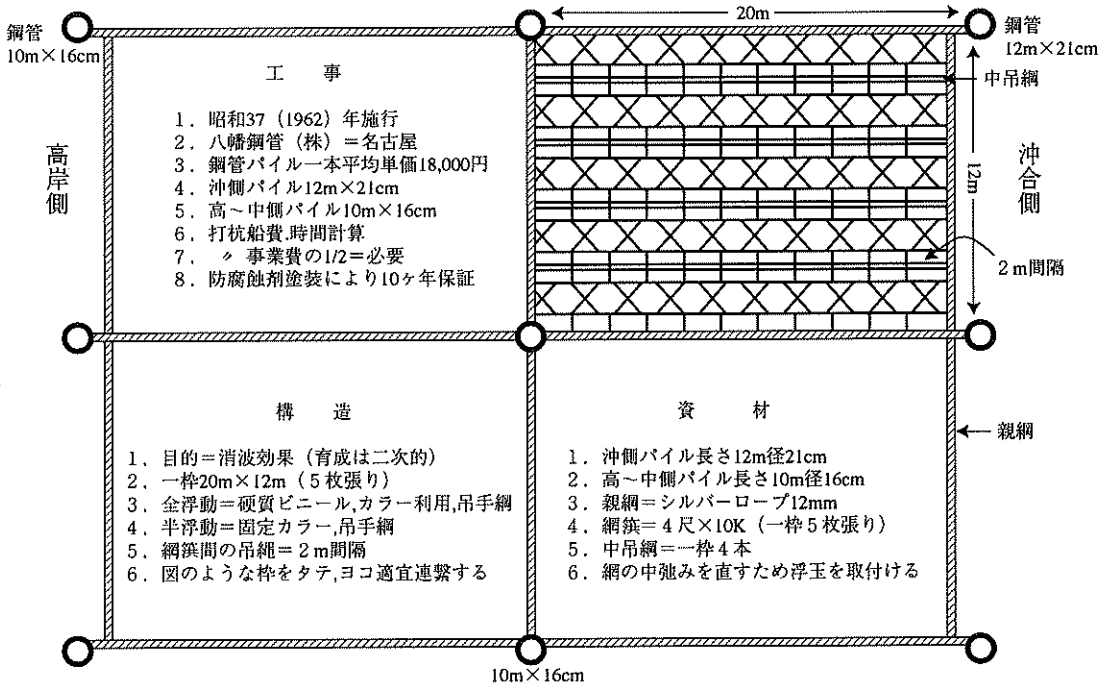 鋼管
10m×16cm
20m
鋼管
12m×21cm
中吊綱
12m
沖合側
2m間隔
高岸側
工 事
1. 昭和37(1962)年施行
2. 八幡鋼管(株)=名古屋
3. 鋼管パイル一本平均単価18,000円
4. 沖側パイル12m×21cm
5. 高~中側パイル10m×16cm
6. 打杭船費.時間計算
7. 〃 事業費の1/2=必要
8. 防腐蝕剤塗装により10ヶ年保証
構 造
1. 目的=消波効果(育成は二次的)
2. 一枠20m×12m(5枚張り)
3. 全浮動=硬質ビニール,カラー利用,吊手綱
4. 半浮動=固定カラー,吊手綱
5. 網篊間の吊縄=2m間隔
6. 図のような枠をタテ,ヨコ適宜連繋する
資 材
1. 沖側パイル長さ12m径21cm
2. 高~中側パイル長さ10m径16cm
3. 親綱=シルバーロープ12mm
4. 網篊=4尺×10K(一枠5枚張り)
5. 中吊綱=一枠4本
6. 網の中弛みを直すため浮玉を取付ける
親綱
10m×16cm